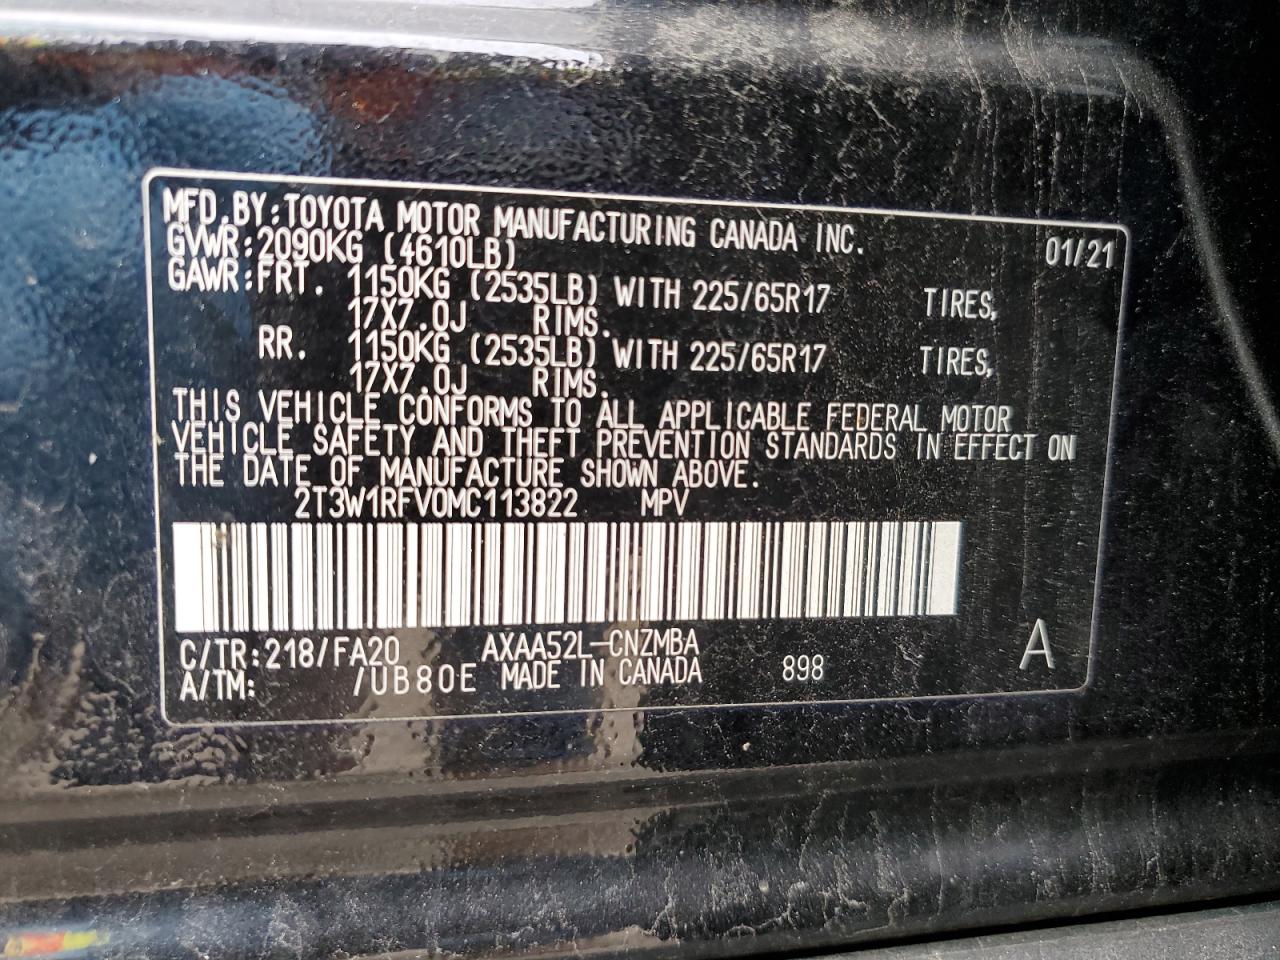 MFD.BY:TOYOTA MOTOR MANUFACTURING CANADA INC. 01/21
GVWR:2090KG (4610LB)
GAWR:FRT. 1150KG (2535LB) WITH 225/65R17 TIRES,
17X7.0J RIMS.
RR. 1150KG (2535LB) WITH 225/65R17 TIRES,
17X7.0J RIMS.
THIS VEHICLE CONFORMS TO ALL APPLICABLE FEDERAL MOTOR
VEHICLE SAFETY AND THEFT PREVENTION STANDARDS IN EFFECT ON
THE DATE OF MANUFACTURE SHOWN ABOVE.
2T3W1RFV0MC113822 MPV
C/TR:218/FA20 AXAA52L-CNZMBA
A/TM: /UB80E MADE IN CANADA 898 A